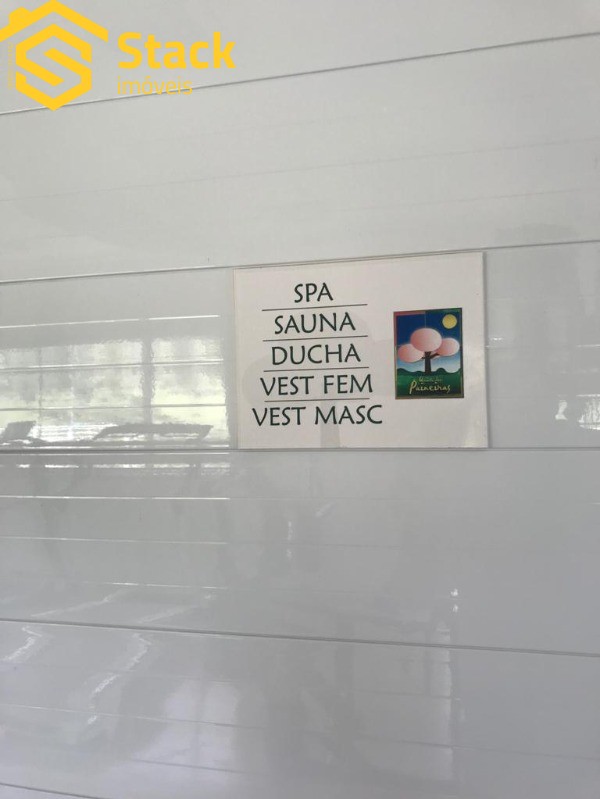 Stack
imóveis
SPA
SAUNA
DUCHA
VEST FEM
VEST MASC
Paineiras